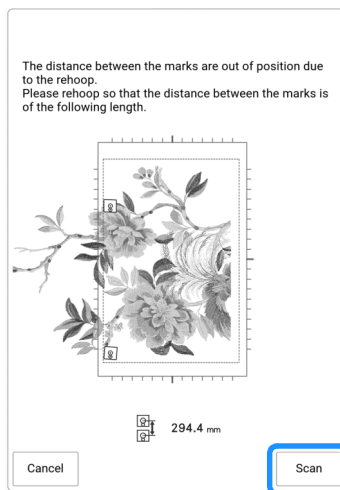 The distance between the marks are out of position due
to the rehoop.
Please rehoop so that the distance between the marks is
of the following length.
294.4 mm
Cancel
Scan